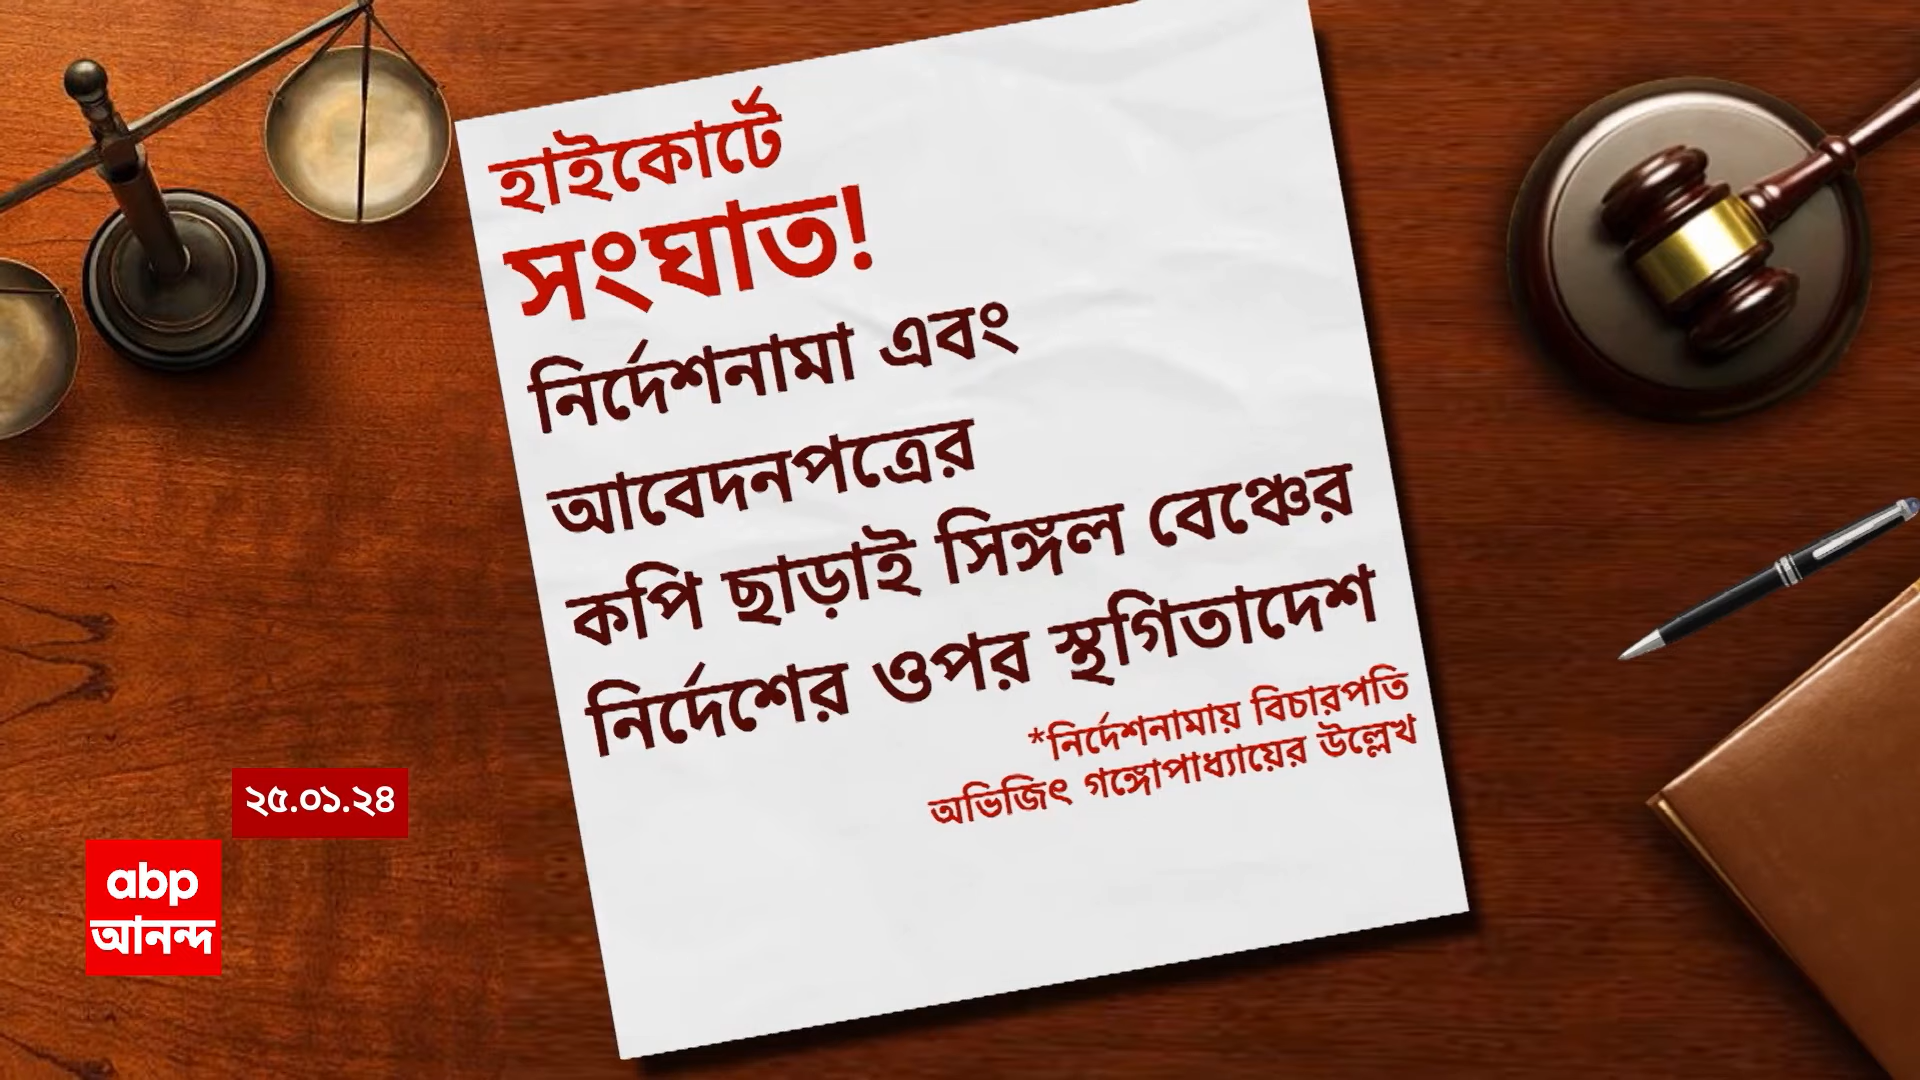 হাইকোর্টে
সংঘাত!
নির্দেশনামা এবং
আবেদনপত্রের
কপি ছাড়াই সিঙ্গল বেঞ্চের
নির্দেশের ওপর স্থগিতাদেশ
*নির্দেশনামায় বিচারপতি
অভিজিৎ গঙ্গোপাধ্যায়ের উল্লেখ
২৫.০১.২৪
abp
আনন্দ